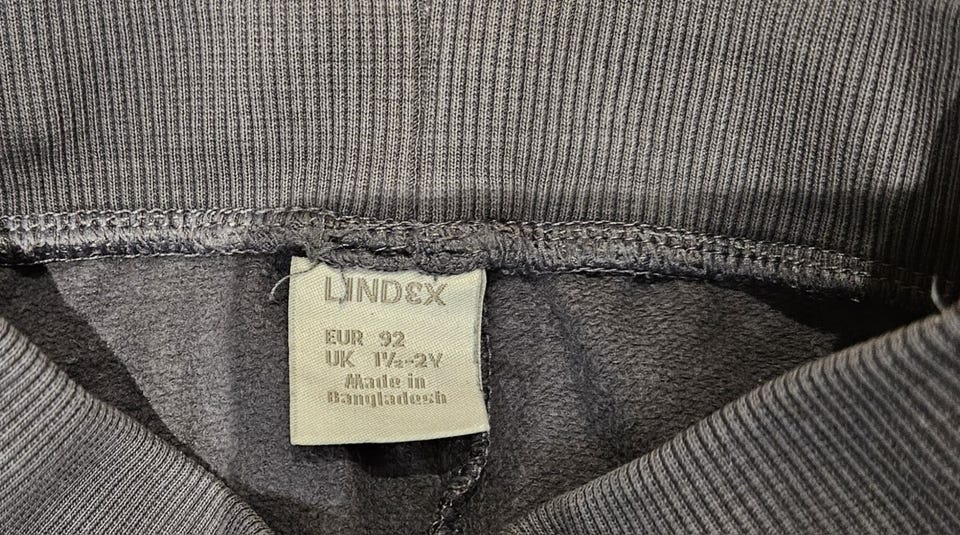 LINDEX
EUR 92
UK 1½-2Y
Made in
Bangladesh